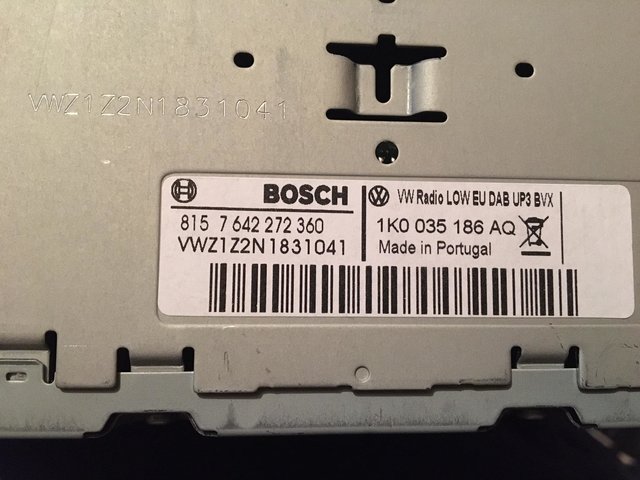 VWZ1Z2N1831041
BOSCH
815 7 642 272 360
VWZ1Z2N1831041
VW Radio LOW EU DAB UP3 BVX
1K0 035 186 AQ
Made in Portugal